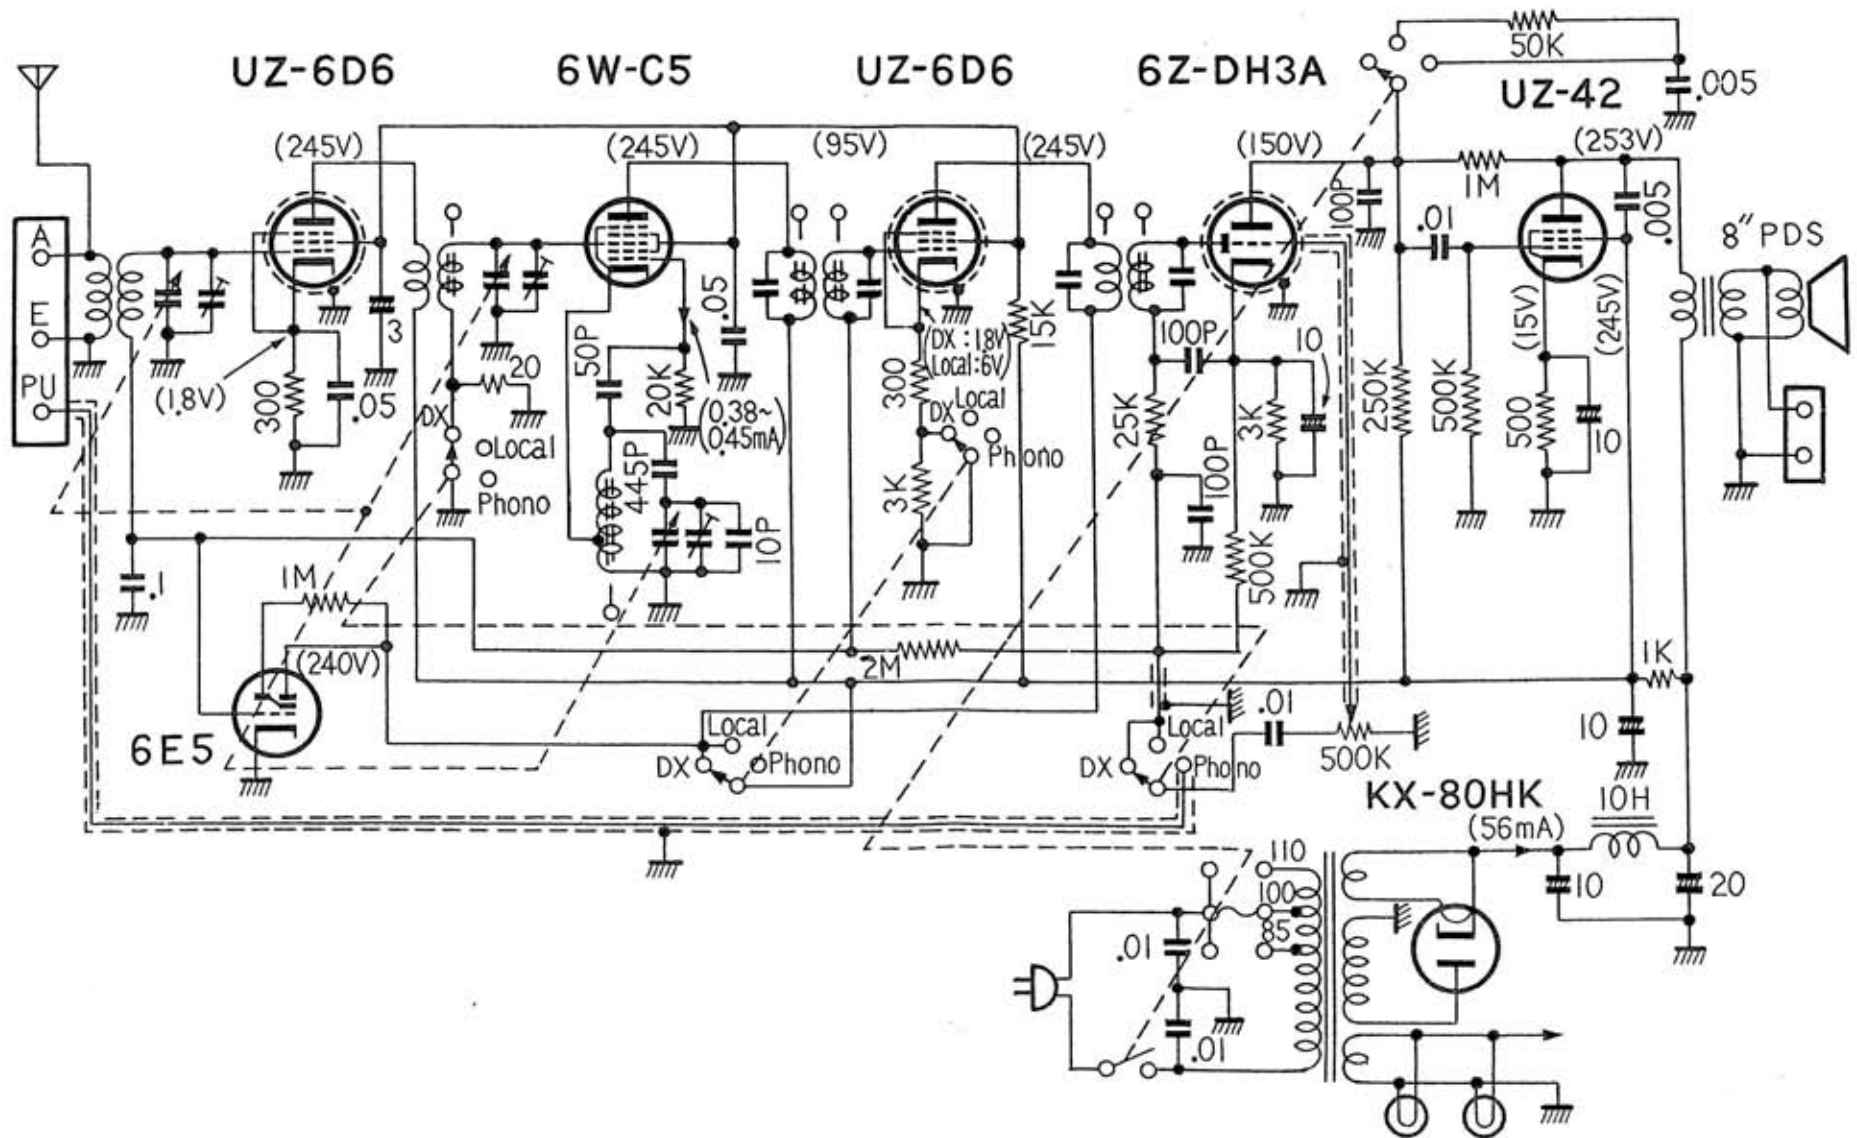 UZ-6D6
6W-C5
UZ-6D6
6Z-DH3A
UZ-42
50K
.005
(245V)
(245V)
(95V)
(245V)
(150V)
(253V)
A
E
PU
3
(1.8V)
300
.05
20
DX
Local
Phono
50P
20K
(0.38~
0.45mA)
.05
445P
10P
(DX : 1.8V
Local : 6V)
300
DX
Local
Phono
3K
15K
100P
25K
100P
3K
10
500K
100P
1M
.01
.005
250K
500K
(15V)
500
10
(245V)
8" PDS
.1
1M
(240V)
6E5
2M
1K
10
Local
DX
Phono
Local
DX
Phono
.01
500K
KX-80HK
(56mA)
10H
10
20
110
100
85
.01
.01